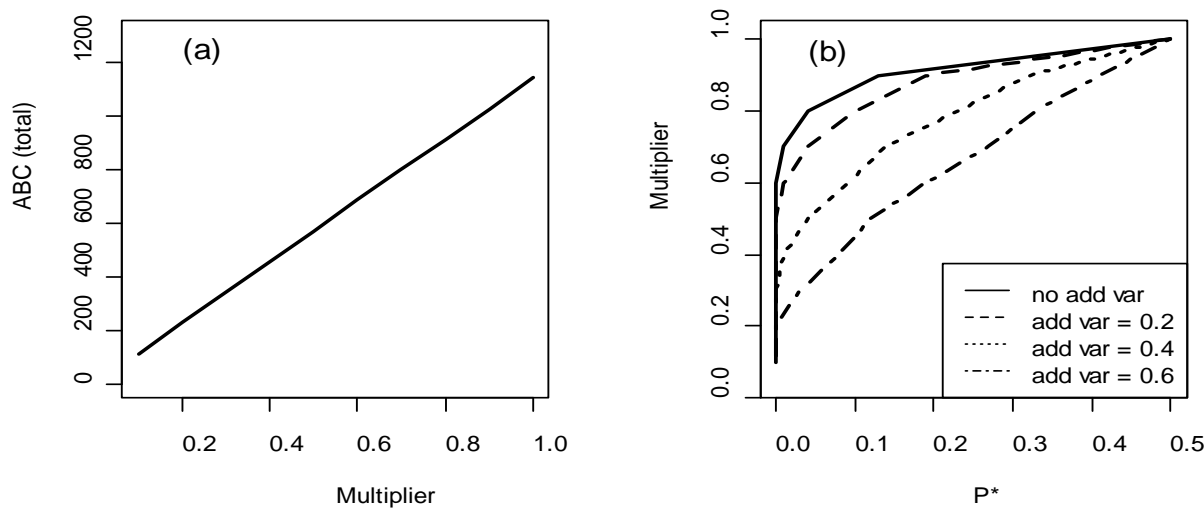 (a)
ABC (total)
1200
800
600
400
200
0
0.2 0.4 0.6 0.8 1.0
Multiplier
(b)
Multiplier
1.0
0.8
0.6
0.4
0.2
0.0
no add var
add var = 0.2
add var = 0.4
add var = 0.6
0.0 0.1 0.2 0.3 0.4 0.5
P*